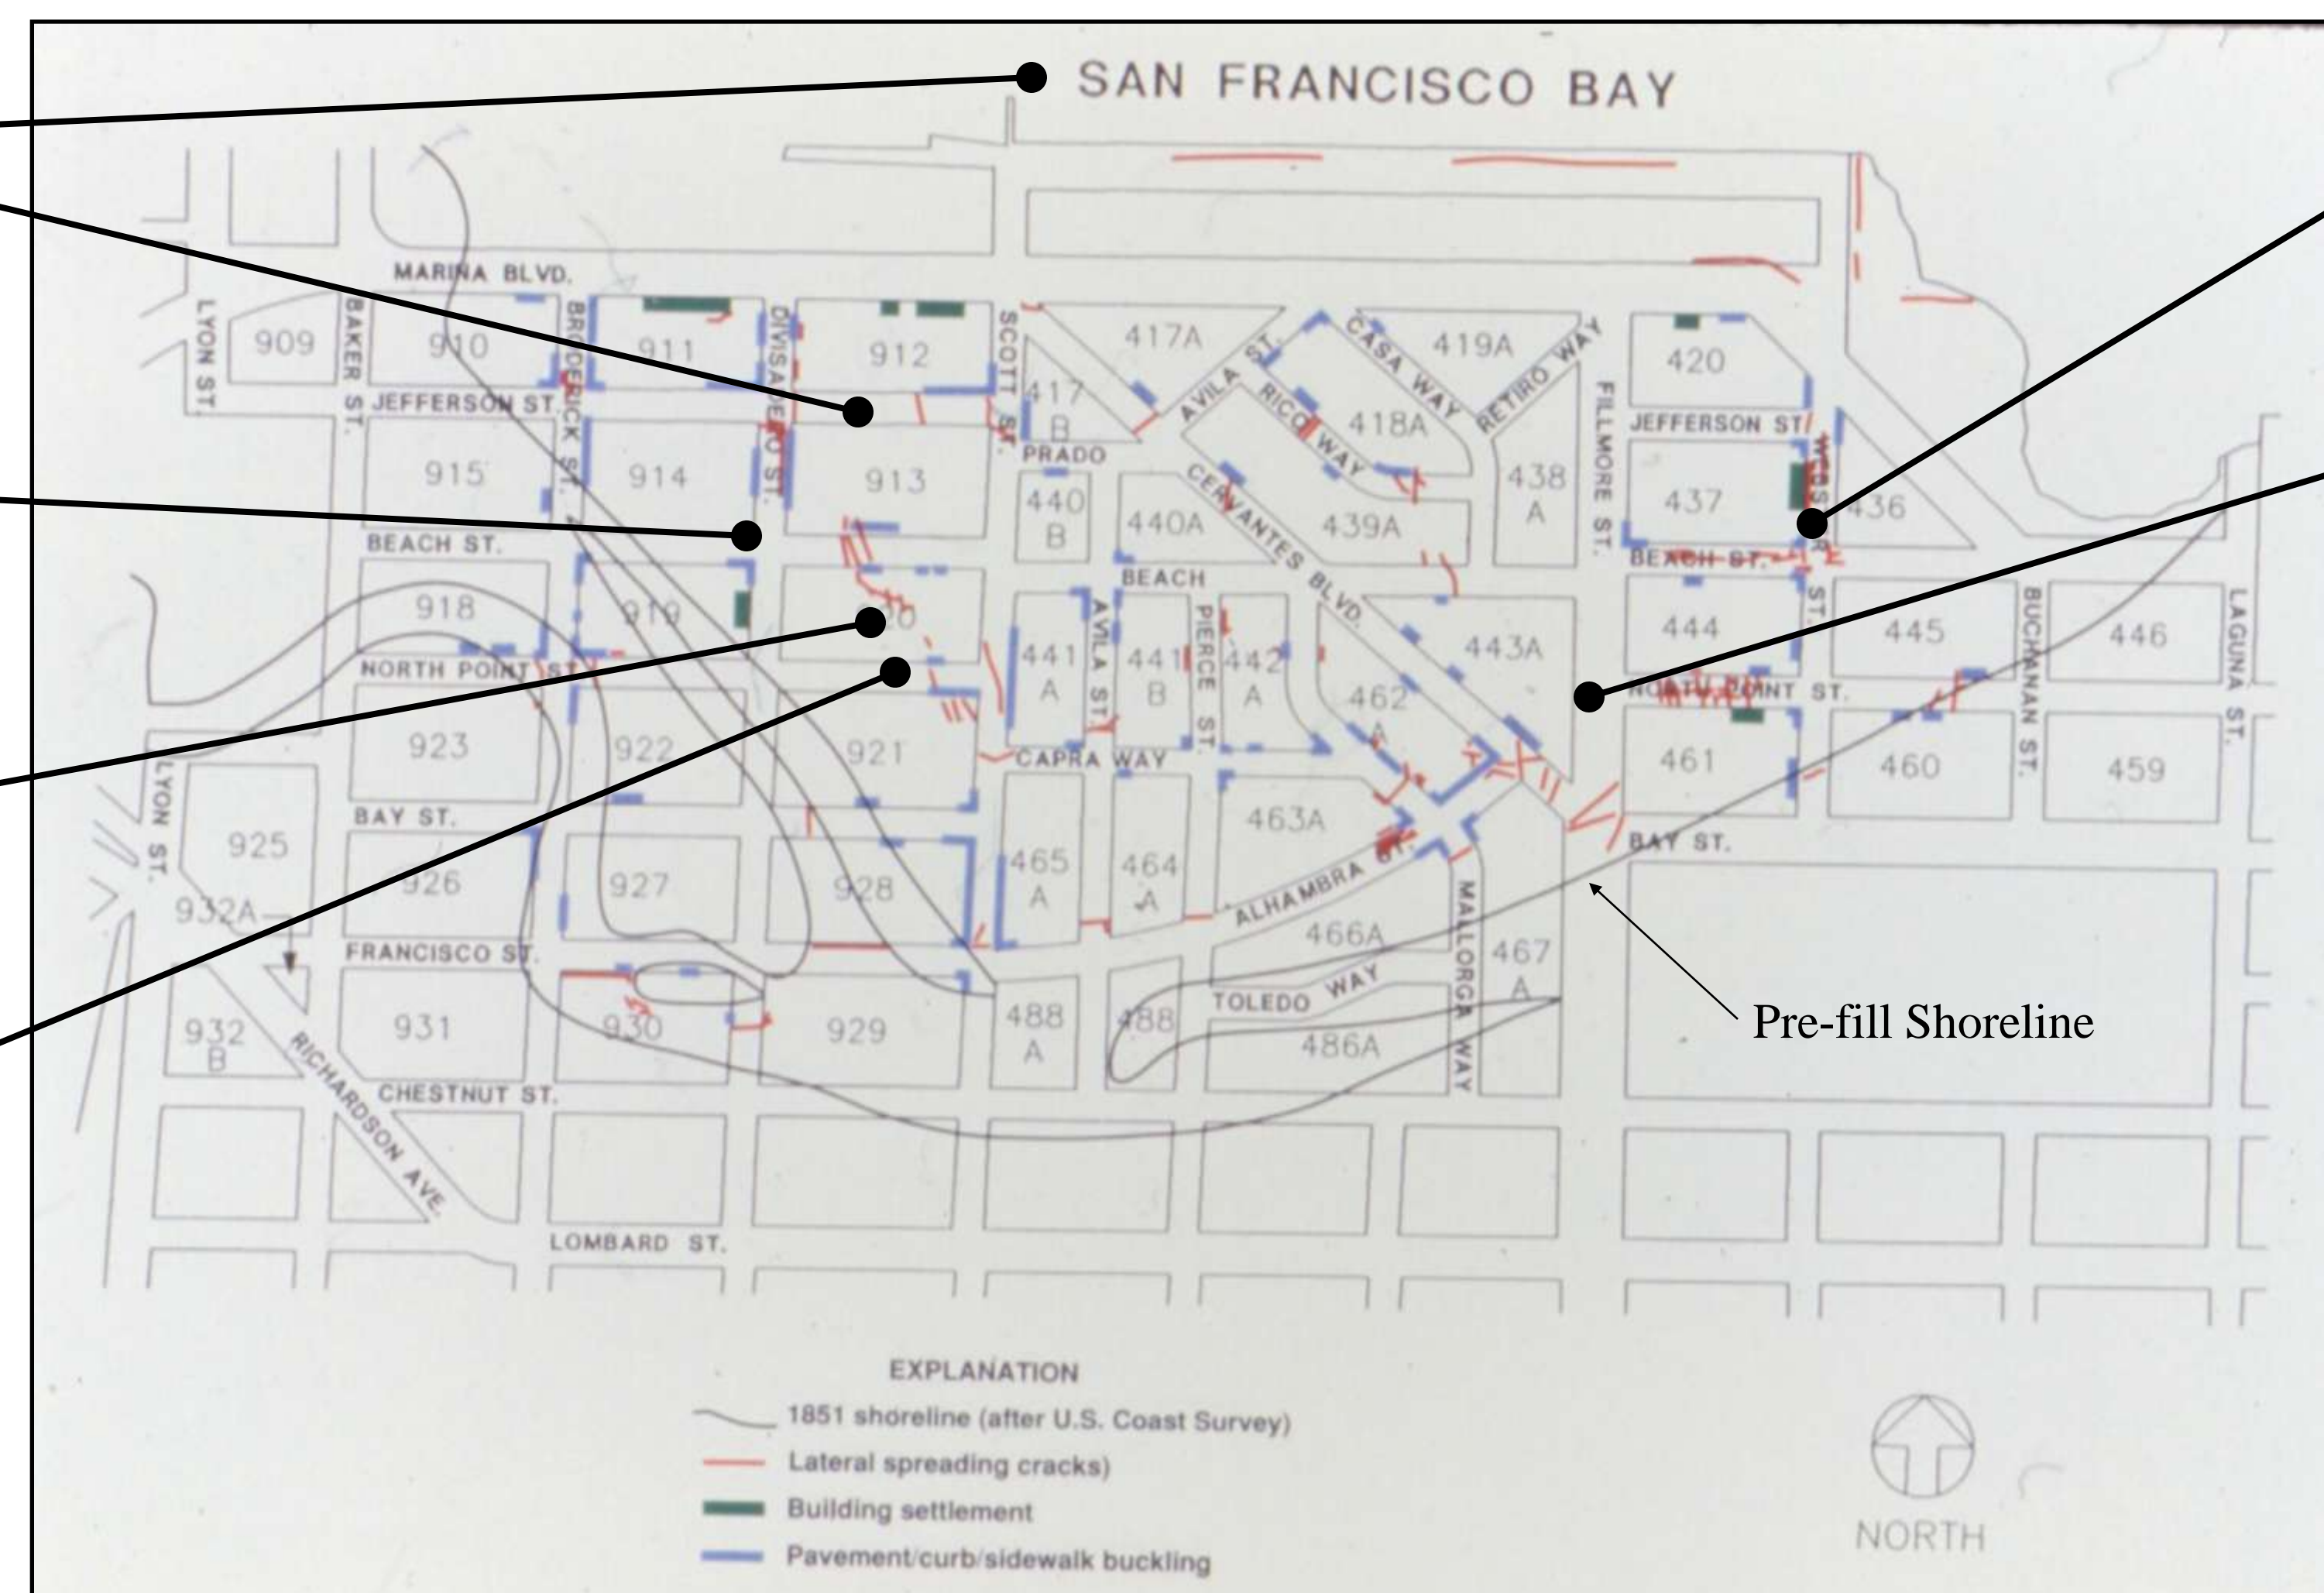 SAN FRANCISCO BAY
MARINA BLVD.
LYON ST.
BAKER ST.
BRODERICK ST.
DIVISADERO ST.
SCOTT ST.
909
910
911
912
417A
417
B
AVILA ST.
RICO WAY
CASA WAY
418A
419A
RETIRO WAY
FILLMORE ST.
420
JEFFERSON ST.
JEFFERSON ST
915
914
913
PRADO
440
B
440A
CERVANTES BLVD.
439A
438
A
437
WEBSTER
ST.
436
BEACH ST.
BEACH
BEACH ST.
918
919
441
A
AVILA ST.
441
B
PIERCE ST.
442
A
462
A
443A
444
445
BUCHANAN ST.
446
LAGUNA ST.
NORTH POINT ST
NORTH POINT ST.
923
922
921
CAPRA WAY
461
460
459
LYON ST.
BAY ST.
BAY ST.
925
926
927
928
465
A
464
A
463A
ALHAMBRA ST.
932A
466A
MALLORGA WAY
467
A
FRANCISCO ST.
932
B
931
930
929
488
A
488
TOLEDO WAY
486A
Pre-fill Shoreline
RICHARDSON AVE.
CHESTNUT ST.
LOMBARD ST.
EXPLANATION
1851 shoreline (after U.S. Coast Survey)
Lateral spreading cracks)
Building settlement
Pavement/curb/sidewalk buckling
NORTH